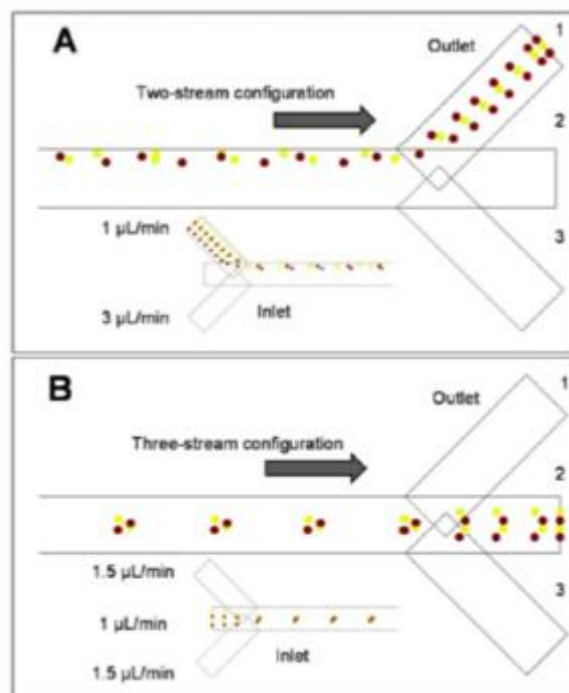 A
Outlet
1
Two-stream configuration
2
1 µL/min
3
3 µL/min
Inlet
B
1
Outlet
Three-stream configuration
2
1.5 µL/min
3
1 µL/min
Inlet
1.5 µL/min